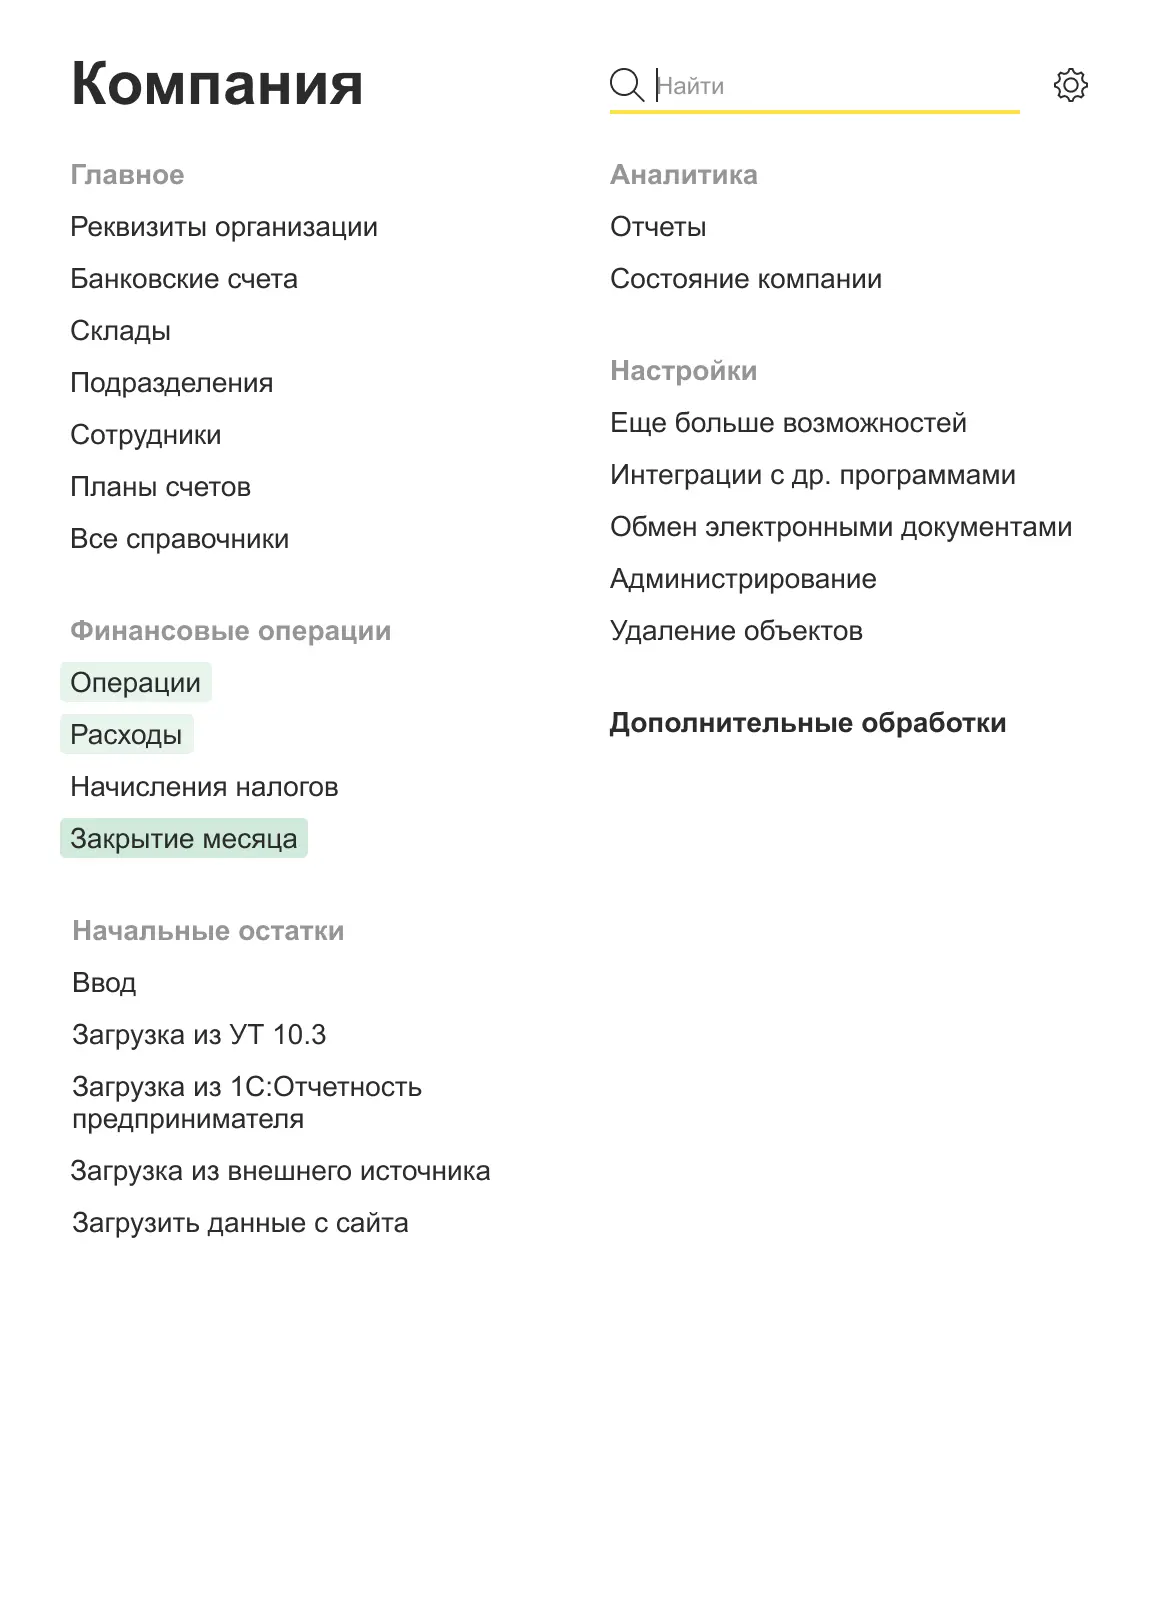 Компания
Найти
Главное
Реквизиты организации
Банковские счета
Склады
Подразделения
Сотрудники
Планы счетов
Все справочники
Финансовые операции
Операции
Расходы
Начисления налогов
Закрытие месяца
Начальные остатки
Ввод
Загрузка из УТ 10.3
Загрузка из 1С:Отчетность
предпринимателя
Загрузка из внешнего источника
Загрузить данные с сайта
Аналитика
Отчеты
Состояние компании
Настройки
Еще больше возможностей
Интеграции с др. программами
Обмен электронными документами
Администрирование
Удаление объектов
Дополнительные обработки